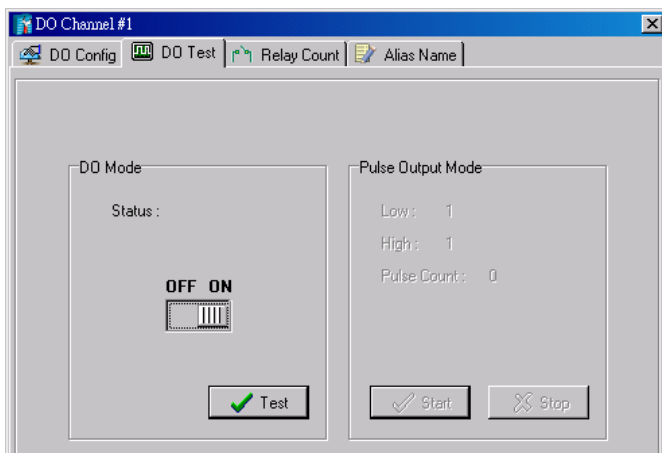 DO Channel #1
DO Config DO Test Relay Count Alias Name
DO Mode
Status :
OFF ON
Test
Pulse Output Mode
Low : 1
High : 1
Pulse Count : 0
Start Stop